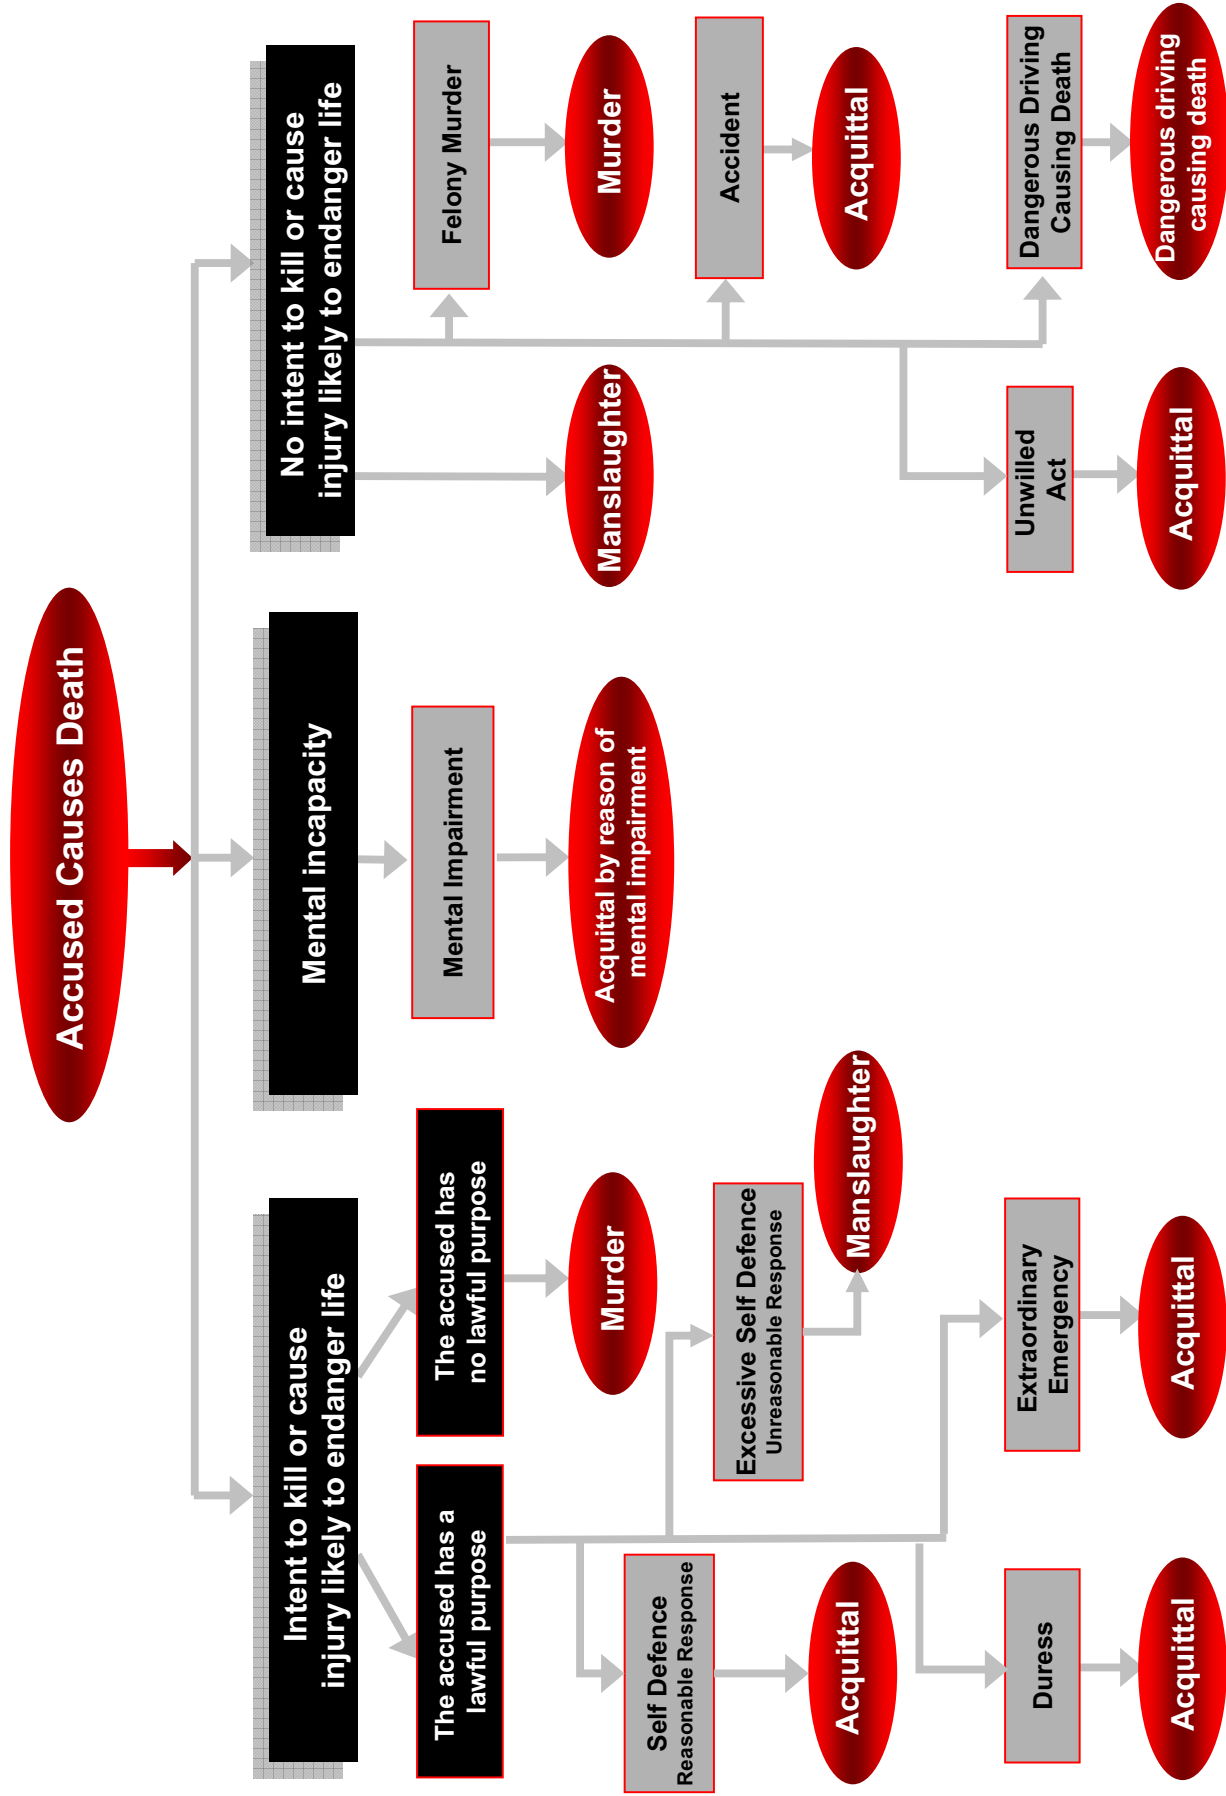 Accused Causes Death
Intent to kill or cause
injury likely to endanger life
Mental incapacity
No intent to kill or cause
injury likely to endanger life
The accused has a
lawful purpose
The accused has
no lawful purpose
Mental Impairment
Felony Murder
Murder
Acquittal by reason of
mental impairment
Manslaughter
Murder
Self Defence
Reasonable Response
Excessive Self Defence
Unreasonable Response
Accident
Acquittal
Manslaughter
Acquittal
Duress
Extraordinary
Emergency
Unwilled
Act
Dangerous Driving
Causing Death
Acquittal
Acquittal
Acquittal
Dangerous driving
causing death